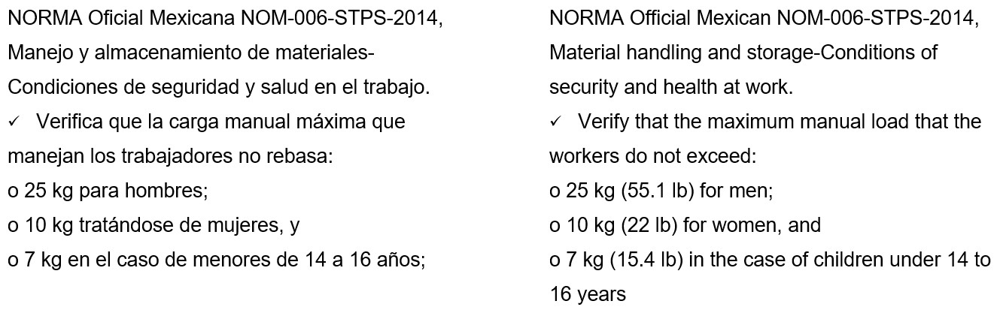 NORMA Oficial Mexicana NOM-006-STPS-2014,
Manejo y almacenamiento de materiales-
Condiciones de seguridad y salud en el trabajo.
✓ Verifica que la carga manual máxima que
manejan los trabajadores no rebasa:
o 25 kg para hombres;
o 10 kg tratándose de mujeres, y
o 7 kg en el caso de menores de 14 a 16 años;
NORMA Official Mexican NOM-006-STPS-2014,
Material handling and storage-Conditions of
security and health at work.
✓ Verify that the maximum manual load that the
workers do not exceed:
o 25 kg (55.1 lb) for men;
o 10 kg (22 lb) for women, and
o 7 kg (15.4 lb) in the case of children under 14 to
16 years